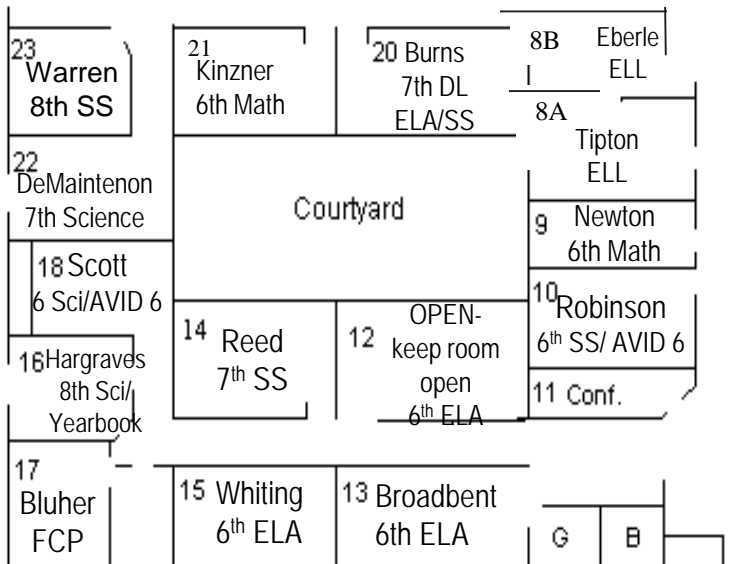 23
Warren
8th SS
21
Kinzner
6th Math
20 Burns
7th DL
ELA/SS
8B
Eberle
ELL
8A
Tipton
ELL
22
DeMaintenon
7th Science
Courtyard
9
Newton
6th Math
18 Scott
6 Sci/AVID 6
10
Robinson
6th SS/ AVID 6
14
Reed
7th SS
12
OPEN-
keep room
open
6th ELA
16 Hargraves
8th Sci/
Yearbook
11 Conf.
17
Bluher
FCP
15 Whiting
6th ELA
13 Broadbent
6th ELA
G
B